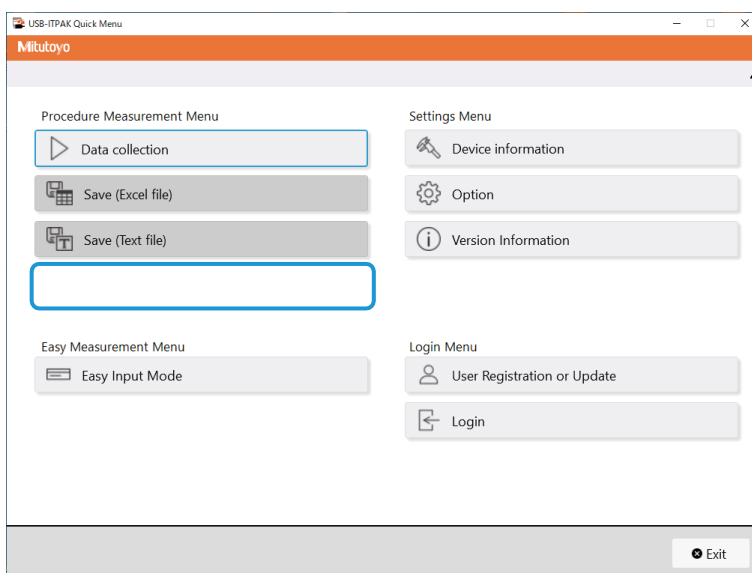 USB-ITPAK Quick Menu
Mitutoyo
Procedure Measurement Menu
Data collection
Save (Excel file)
Save (Text file)
Easy Measurement Menu
Easy Input Mode
Settings Menu
Device information
Option
Version Information
Login Menu
User Registration or Update
Login
Exit